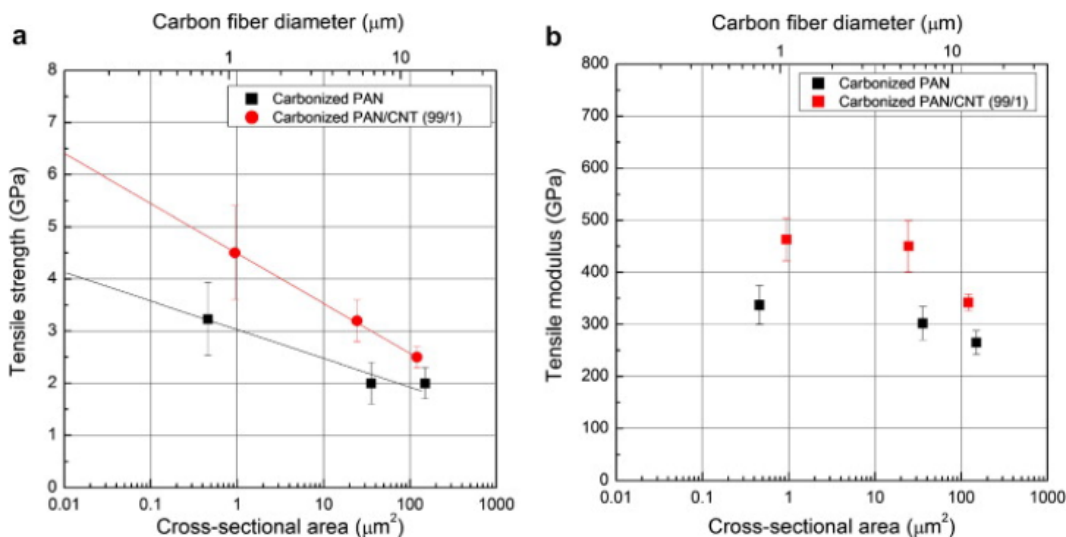 a
Carbon fiber diameter (μm)
1
10
8
7
6
5
4
3
2
1
0
Tensile strength (GPa)
Carbonized PAN
Carbonized PAN/CNT (99/1)
0.01 0.1 1 10 100 1000
Cross-sectional area (μm²)
b
Carbon fiber diameter (μm)
1
10
800
700
600
500
400
300
200
100
0
Tensile modulus (GPa)
Carbonized PAN
Carbonized PAN/CNT (99/1)
0.01 0.1 1 10 100 1000
Cross-sectional area (μm²)